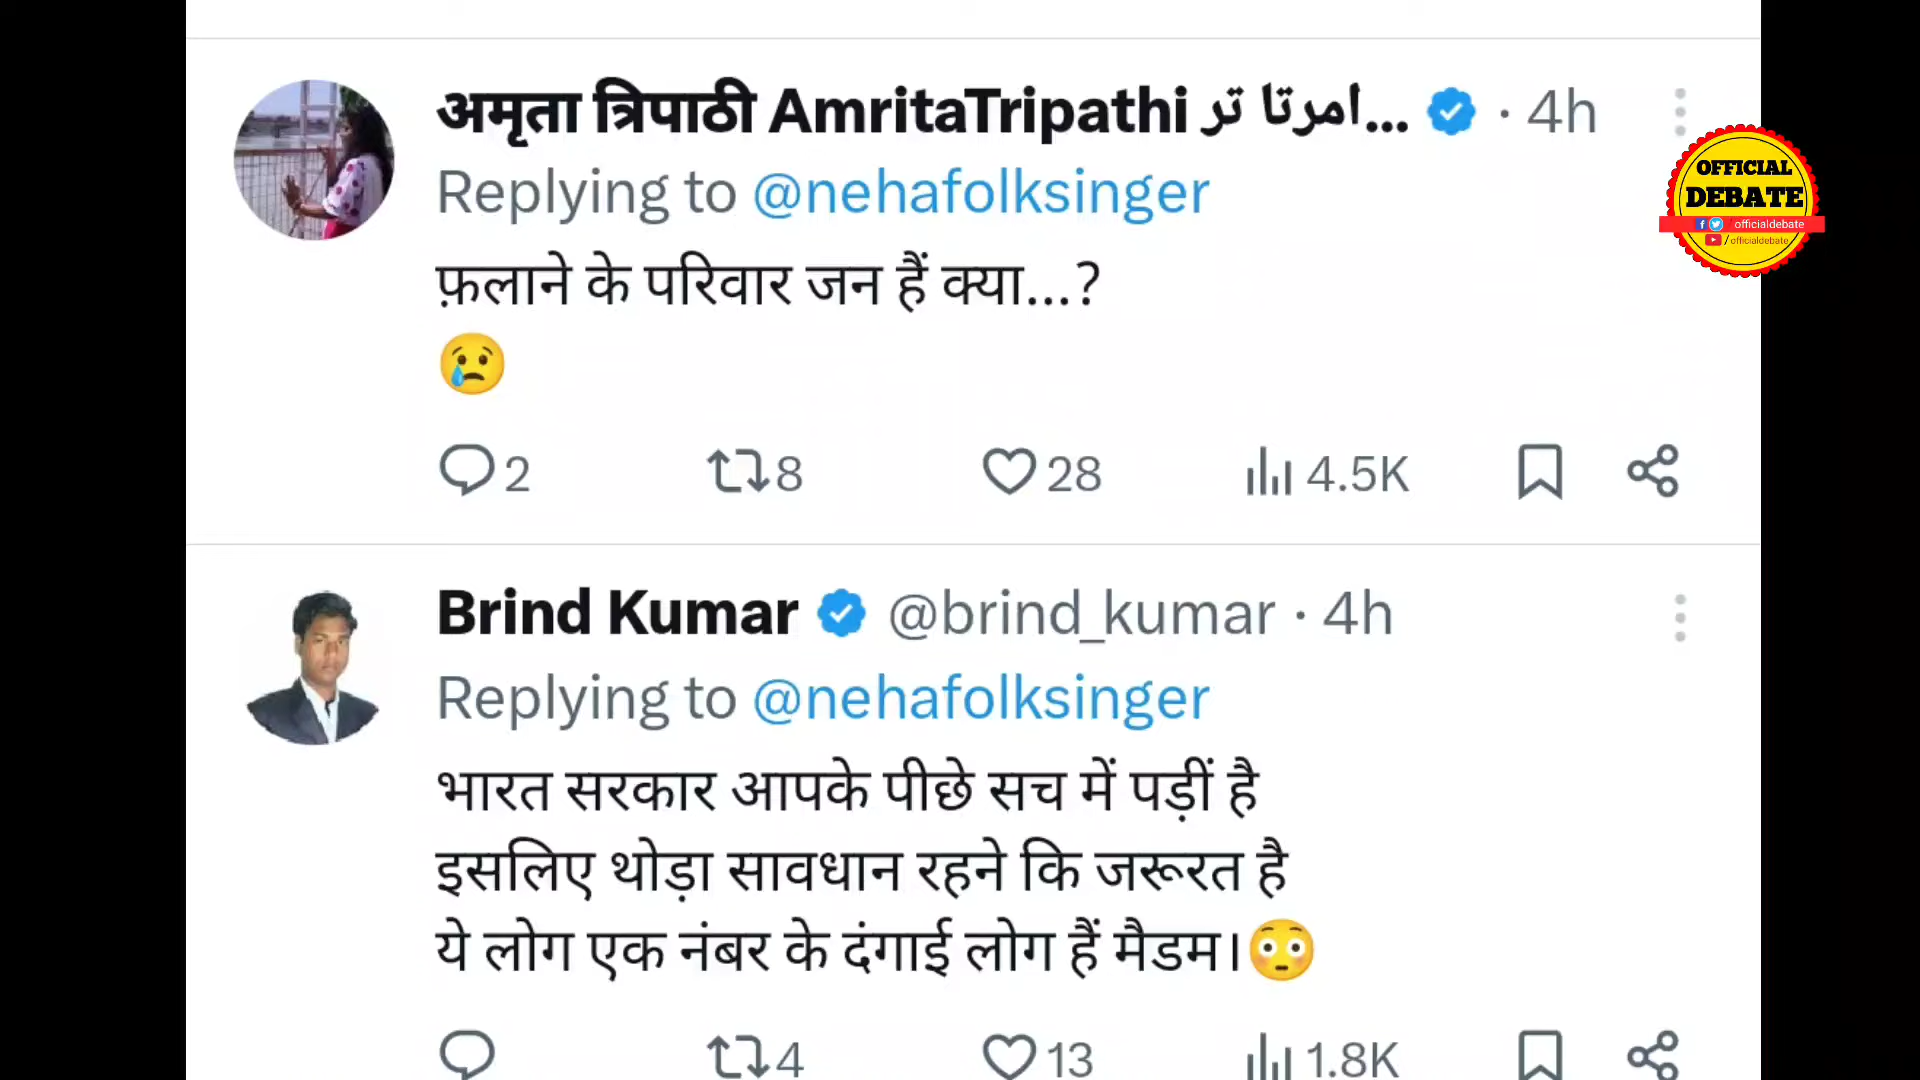 अमृता त्रिपाठी AmritaTripathi امرتا تر... · 4h
Replying to @nehafolksinger
फ़लाने के परिवार जन हैं क्या...?
😢
2 8 28 4.5K
Brind Kumar @brind_kumar · 4h
Replying to @nehafolksinger
भारत सरकार आपके पीछे सच में पड़ीं है
इसलिए थोड़ा सावधान रहने कि जरूरत है
ये लोग एक नंबर के दंगाई लोग हैं मैडम।😳
4 13 1.8K
OFFICIAL
DEBATE
/officialdebate
/officialdebate